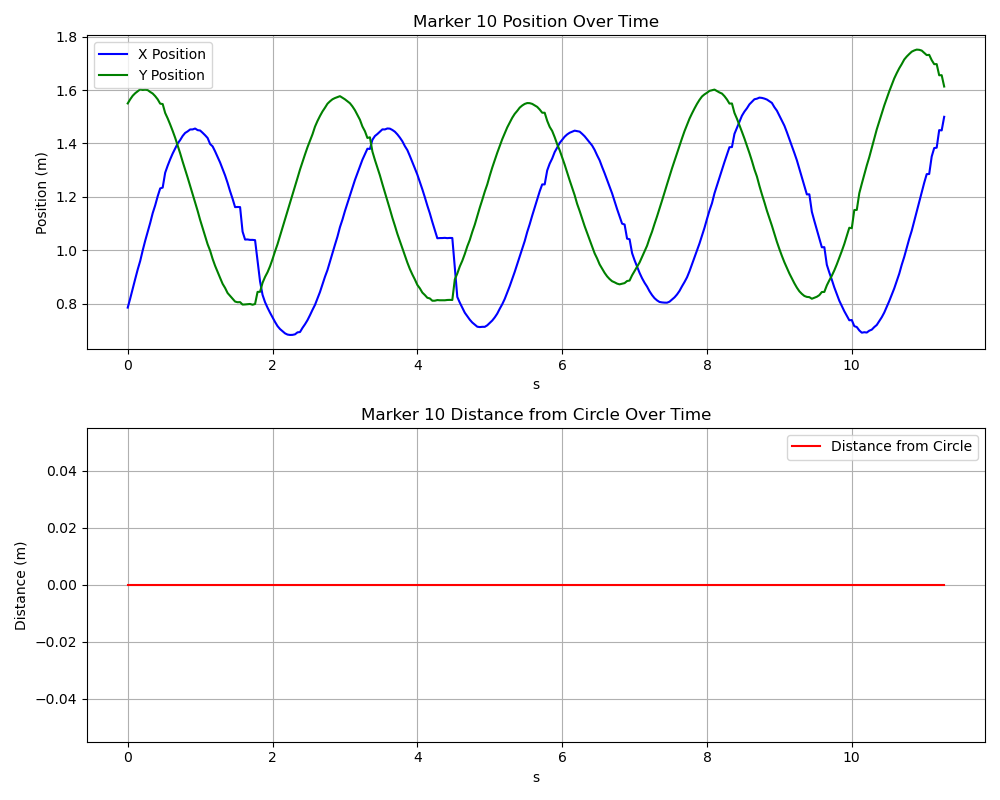 Marker 10 Position Over Time
Position (m)
1.8
1.6
1.4
1.2
1.0
0.8
X Position
Y Position
0 2 4 6 8 10
s
Marker 10 Distance from Circle Over Time
Distance (m)
0.04
0.02
0.00
−0.02
−0.04
Distance from Circle
0 2 4 6 8 10
s